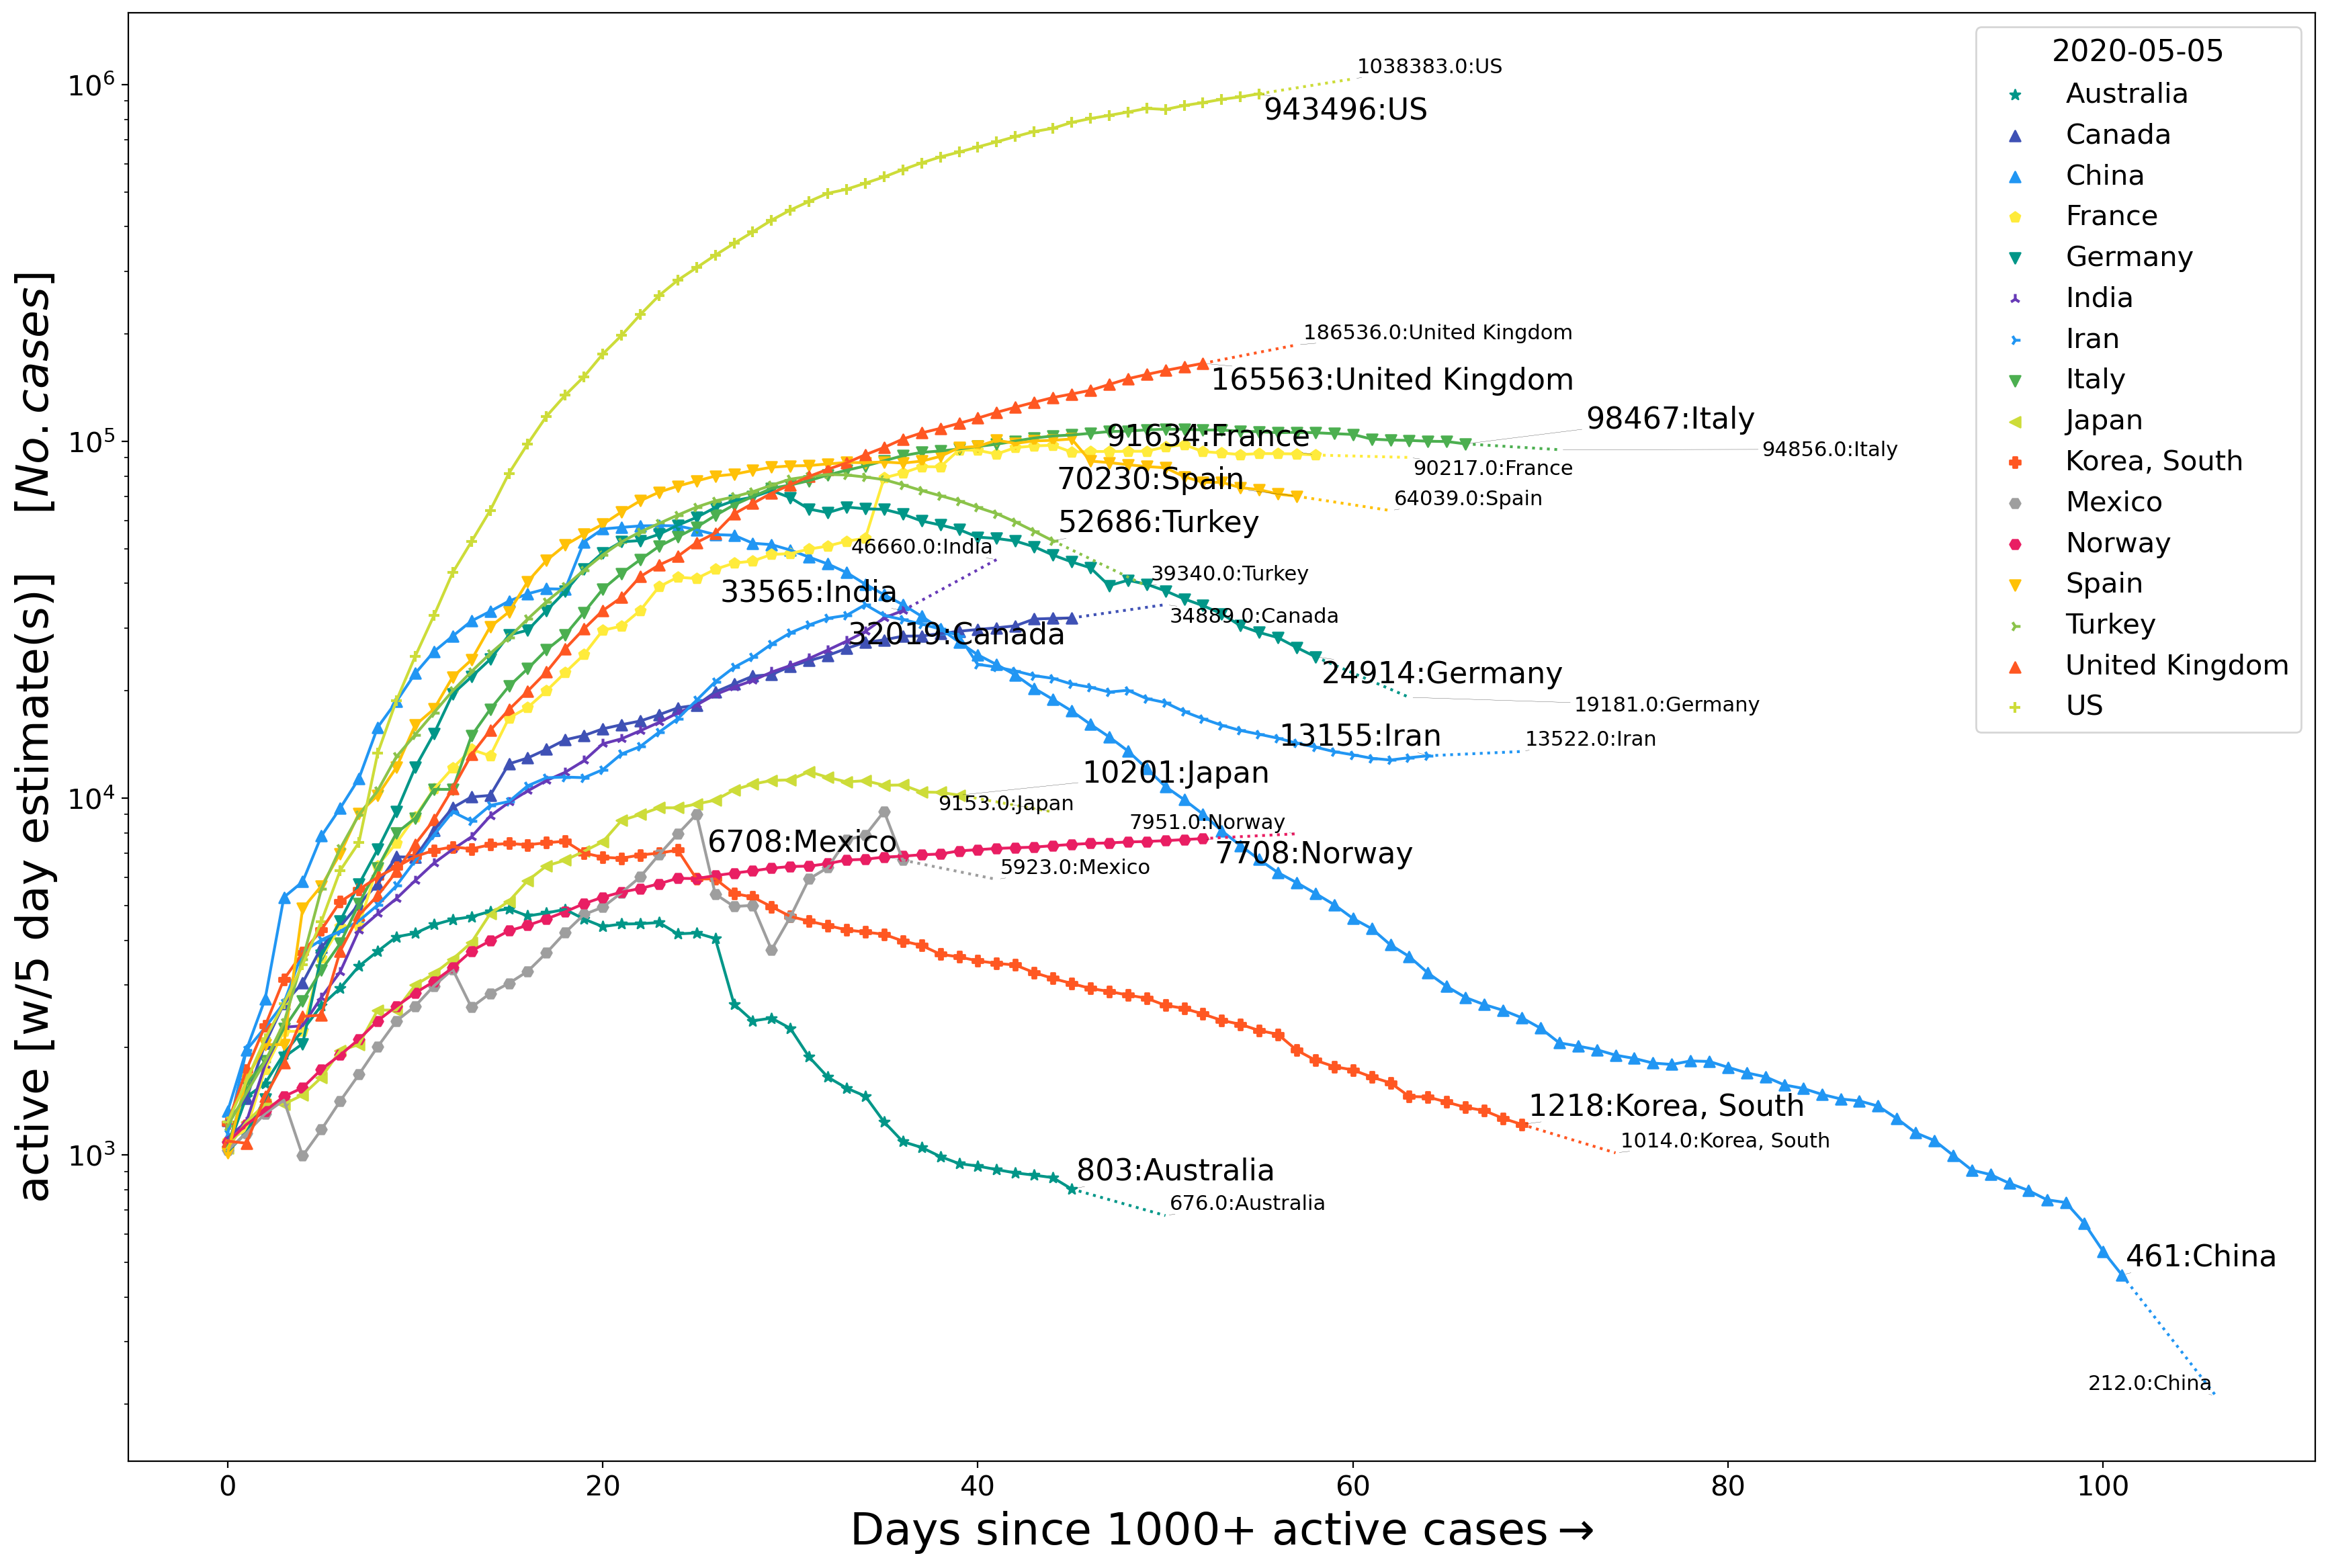 active [w/5 day estimate(s)]   [No. cases]
10^6
10^5
10^4
10^3
1038383.0:US
943496:US
186536.0:United Kingdom
165563:United Kingdom
98467:Italy
91634:France
94856.0:Italy
90217.0:France
70230:Spain
64039.0:Spain
52686:Turkey
46660.0:India
39340.0:Turkey
33565:India
34889.0:Canada
32019:Canada
24914:Germany
19181.0:Germany
13155:Iran
13522.0:Iran
10201:Japan
9153.0:Japan
7951.0:Norway
6708:Mexico
7708:Norway
5923.0:Mexico
1218:Korea, South
1014.0:Korea, South
803:Australia
676.0:Australia
461:China
212.0:China
2020-05-05
Australia
Canada
China
France
Germany
India
Iran
Italy
Japan
Korea, South
Mexico
Norway
Spain
Turkey
United Kingdom
US
0 20 40 60 80 100
Days since 1000+ active cases→